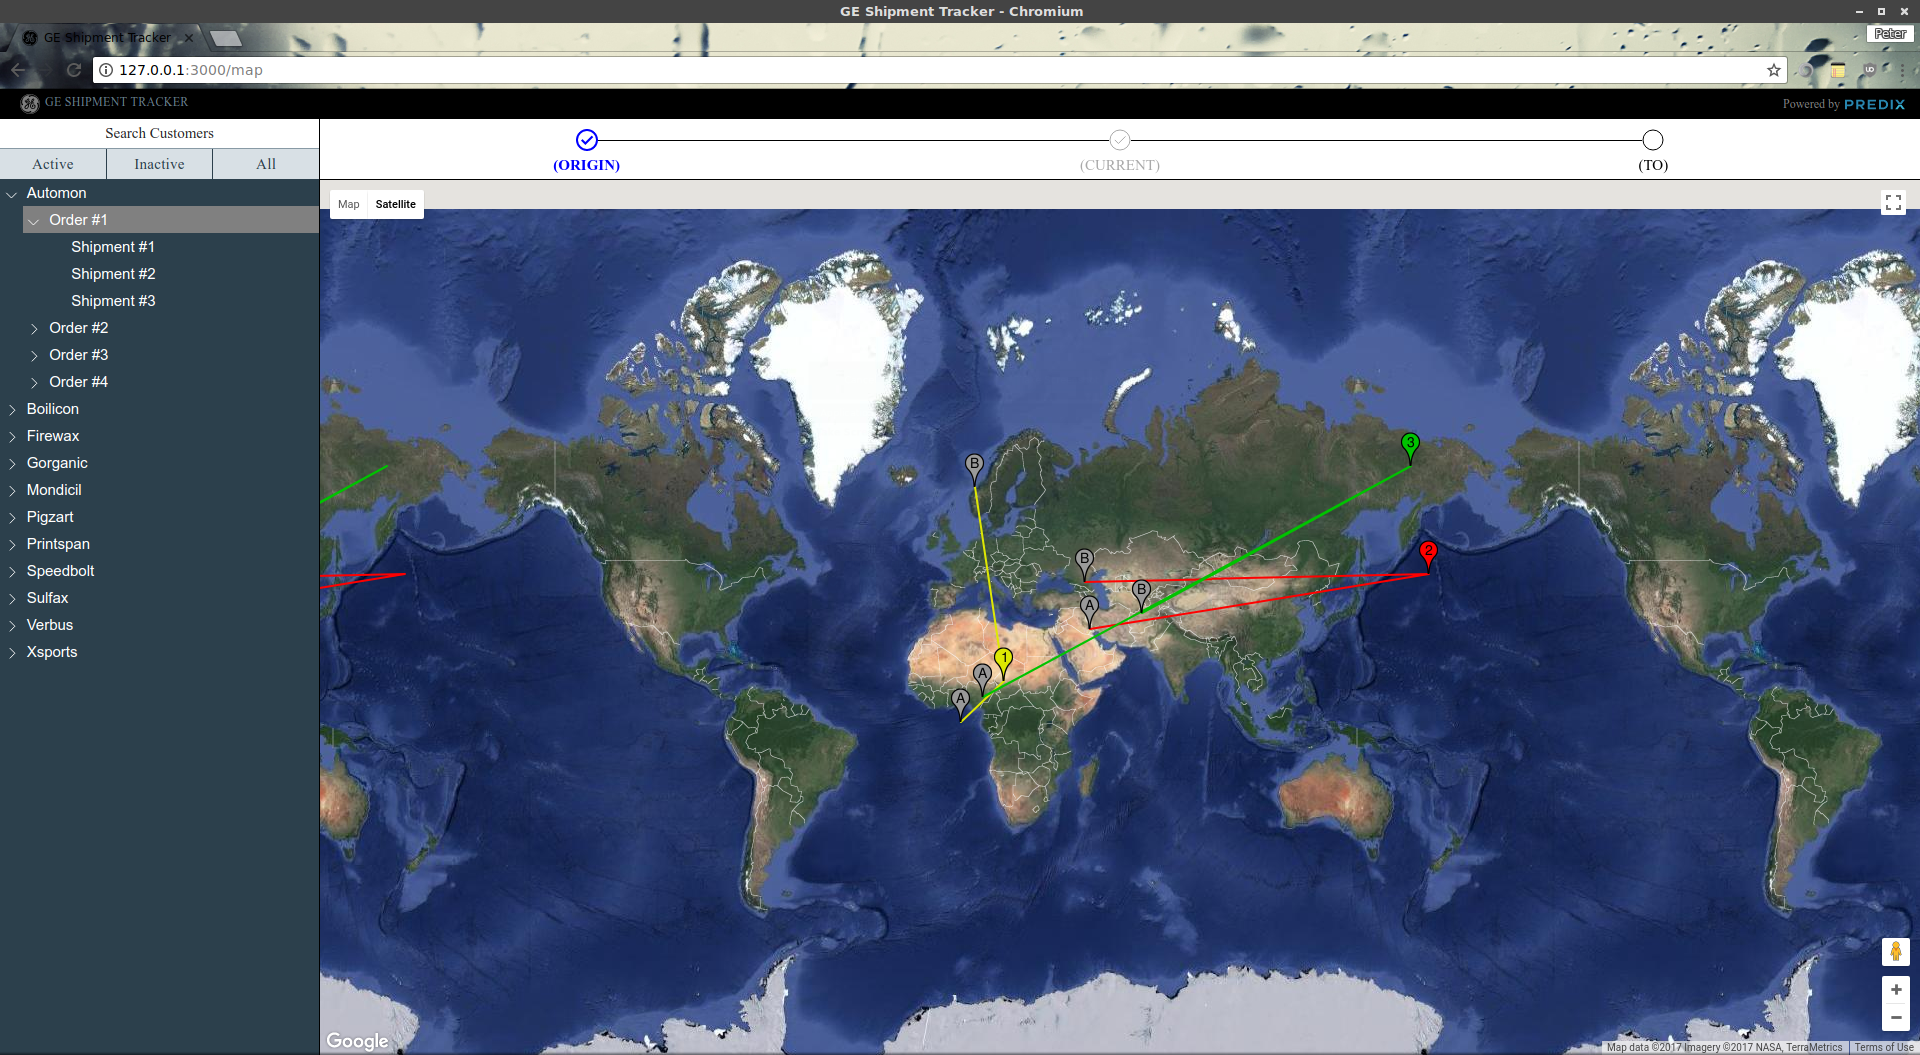 GE Shipment Tracker - Chromium
GE Shipment Tracker
Peter
127.0.0.1:3000/map
GE SHIPMENT TRACKER
Powered by PREDIX
Search Customers
Active Inactive All
(ORIGIN) (CURRENT) (TO)
Map Satellite
Automon
Order #1
Shipment #1
Shipment #2
Shipment #3
Order #2
Order #3
Order #4
Boilicon
Firewax
Gorganic
Mondicil
Pigzart
Printspan
Speedbolt
Sulfax
Verbus
Xsports
3
B
2
B
B
A
1
A
A
Google
Map data ©2017 Imagery ©2017 NASA, TerraMetrics Terms of Use